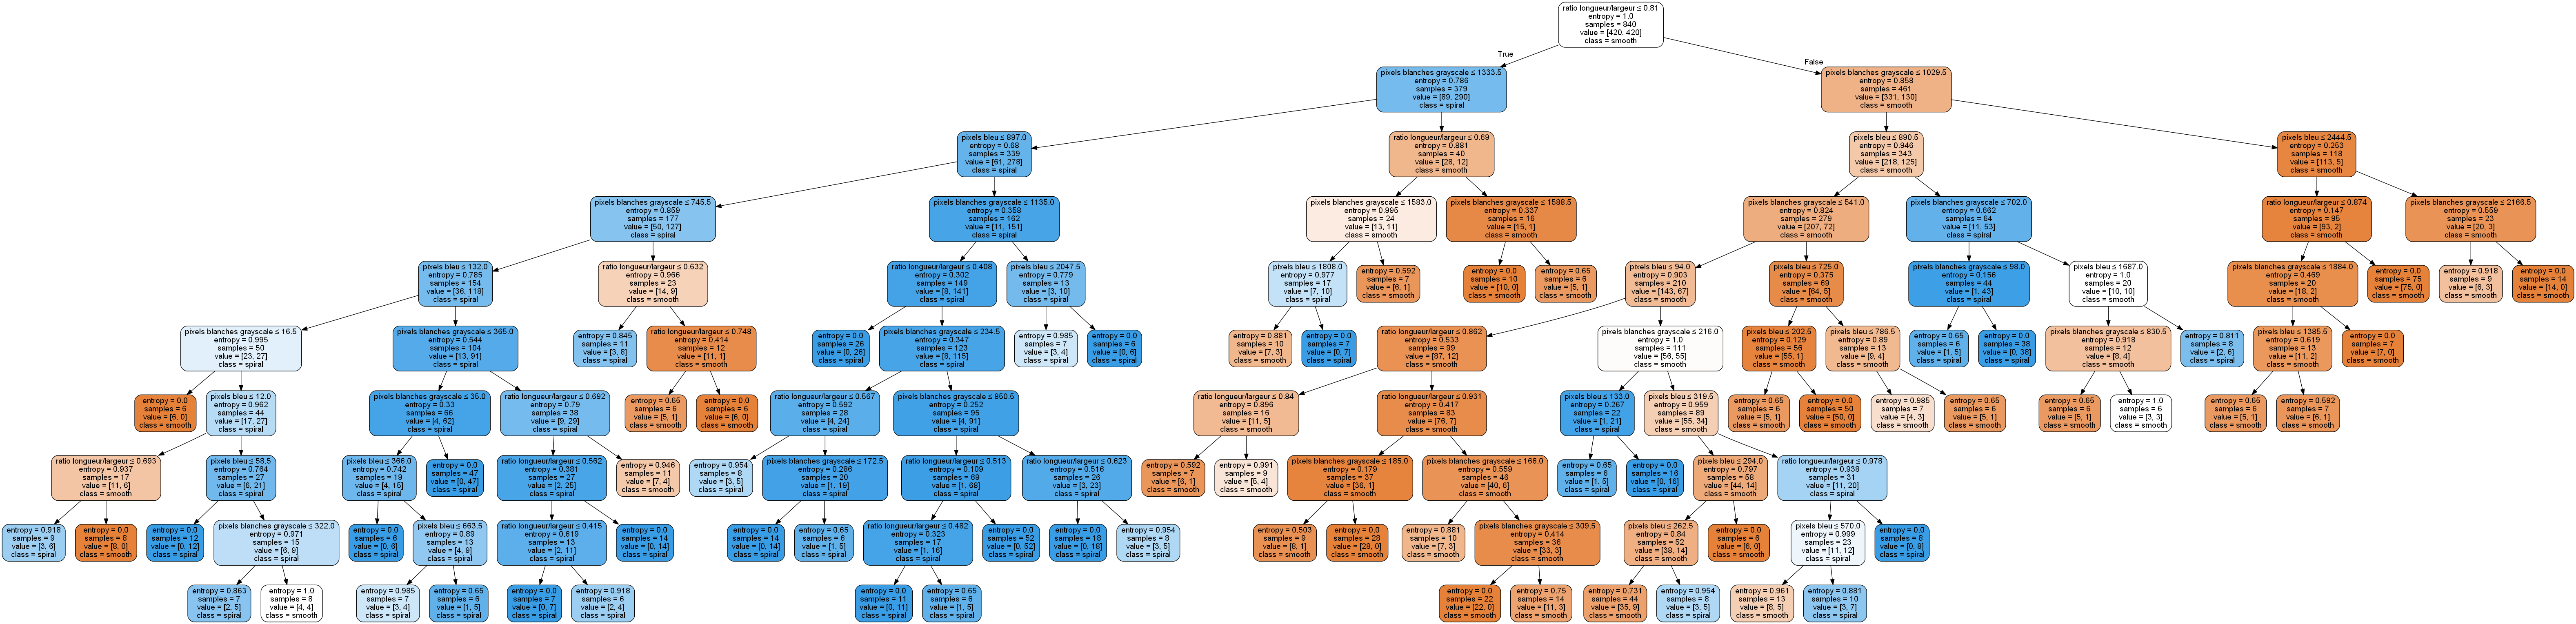 ratio longueur/largeur ≤ 0.81
entropy = 1.0
samples = 840
value = [420, 420]
class = smooth
True
False
pixels blanches grayscale ≤ 1333.5
entropy = 0.786
samples = 379
value = [89, 290]
class = spiral
pixels blanches grayscale ≤ 1029.5
entropy = 0.858
samples = 461
value = [331, 130]
class = smooth
pixels bleu ≤ 897.0
entropy = 0.68
samples = 339
value = [61, 278]
class = spiral
ratio longueur/largeur ≤ 0.69
entropy = 0.881
samples = 40
value = [28, 12]
class = smooth
pixels bleu ≤ 890.5
entropy = 0.946
samples = 343
value = [218, 125]
class = smooth
pixels bleu ≤ 2444.5
entropy = 0.253
samples = 118
value = [113, 5]
class = smooth
pixels blanches grayscale ≤ 745.5
entropy = 0.859
samples = 177
value = [50, 127]
class = spiral
pixels blanches grayscale ≤ 1135.0
entropy = 0.358
samples = 162
value = [11, 151]
class = spiral
pixels blanches grayscale ≤ 1583.0
entropy = 0.995
samples = 24
value = [13, 11]
class = smooth
pixels blanches grayscale ≤ 1588.5
entropy = 0.337
samples = 16
value = [15, 1]
class = smooth
pixels blanches grayscale ≤ 541.0
entropy = 0.824
samples = 279
value = [207, 72]
class = smooth
pixels blanches grayscale ≤ 702.0
entropy = 0.662
samples = 64
value = [11, 53]
class = spiral
ratio longueur/largeur ≤ 0.874
entropy = 0.147
samples = 95
value = [93, 2]
class = smooth
pixels blanches grayscale ≤ 2166.5
entropy = 0.559
samples = 23
value = [20, 3]
class = smooth
pixels bleu ≤ 132.0
entropy = 0.785
samples = 154
value = [36, 118]
class = spiral
ratio longueur/largeur ≤ 0.632
entropy = 0.966
samples = 23
value = [14, 9]
class = smooth
ratio longueur/largeur ≤ 0.408
entropy = 0.302
samples = 149
value = [8, 141]
class = spiral
pixels bleu ≤ 2047.5
entropy = 0.779
samples = 13
value = [3, 10]
class = spiral
pixels bleu ≤ 1808.0
entropy = 0.977
samples = 17
value = [7, 10]
class = spiral
entropy = 0.592
samples = 7
value = [6, 1]
class = smooth
entropy = 0.0
samples = 10
value = [10, 0]
class = smooth
entropy = 0.65
samples = 6
value = [5, 1]
class = smooth
pixels bleu ≤ 94.0
entropy = 0.903
samples = 210
value = [143, 67]
class = smooth
pixels bleu ≤ 725.0
entropy = 0.375
samples = 69
value = [64, 5]
class = smooth
pixels blanches grayscale ≤ 98.0
entropy = 0.156
samples = 44
value = [1, 43]
class = spiral
pixels bleu ≤ 1687.0
entropy = 1.0
samples = 20
value = [10, 10]
class = smooth
pixels blanches grayscale ≤ 1884.0
entropy = 0.469
samples = 20
value = [18, 2]
class = smooth
entropy = 0.0
samples = 75
value = [75, 0]
class = smooth
entropy = 0.918
samples = 9
value = [6, 3]
class = smooth
entropy = 0.0
samples = 14
value = [14, 0]
class = smooth
pixels blanches grayscale ≤ 16.5
entropy = 0.995
samples = 50
value = [23, 27]
class = spiral
pixels blanches grayscale ≤ 365.0
entropy = 0.544
samples = 104
value = [13, 91]
class = spiral
entropy = 0.845
samples = 11
value = [3, 8]
class = spiral
ratio longueur/largeur ≤ 0.748
entropy = 0.414
samples = 12
value = [11, 1]
class = smooth
entropy = 0.0
samples = 26
value = [0, 26]
class = spiral
pixels blanches grayscale ≤ 234.5
entropy = 0.347
samples = 123
value = [8, 115]
class = spiral
entropy = 0.985
samples = 7
value = [3, 4]
class = spiral
entropy = 0.0
samples = 6
value = [0, 6]
class = spiral
entropy = 0.881
samples = 10
value = [7, 3]
class = smooth
entropy = 0.0
samples = 7
value = [0, 7]
class = spiral
ratio longueur/largeur ≤ 0.862
entropy = 0.533
samples = 99
value = [87, 12]
class = smooth
pixels blanches grayscale ≤ 216.0
entropy = 1.0
samples = 111
value = [56, 55]
class = smooth
pixels bleu ≤ 202.5
entropy = 0.129
samples = 56
value = [55, 1]
class = smooth
pixels bleu ≤ 786.5
entropy = 0.89
samples = 13
value = [9, 4]
class = smooth
entropy = 0.65
samples = 6
value = [1, 5]
class = spiral
entropy = 0.0
samples = 38
value = [0, 38]
class = spiral
pixels blanches grayscale ≤ 830.5
entropy = 0.918
samples = 12
value = [8, 4]
class = smooth
entropy = 0.811
samples = 8
value = [2, 6]
class = spiral
pixels bleu ≤ 1385.5
entropy = 0.619
samples = 13
value = [11, 2]
class = smooth
entropy = 0.0
samples = 7
value = [7, 0]
class = smooth
entropy = 0.0
samples = 6
value = [6, 0]
class = smooth
pixels bleu ≤ 12.0
entropy = 0.962
samples = 44
value = [17, 27]
class = spiral
pixels blanches grayscale ≤ 35.0
entropy = 0.33
samples = 66
value = [4, 62]
class = spiral
ratio longueur/largeur ≤ 0.692
entropy = 0.79
samples = 38
value = [9, 29]
class = spiral
entropy = 0.65
samples = 6
value = [5, 1]
class = smooth
entropy = 0.0
samples = 6
value = [6, 0]
class = smooth
ratio longueur/largeur ≤ 0.567
entropy = 0.592
samples = 28
value = [4, 24]
class = spiral
pixels blanches grayscale ≤ 850.5
entropy = 0.252
samples = 95
value = [4, 91]
class = spiral
ratio longueur/largeur ≤ 0.84
entropy = 0.896
samples = 16
value = [11, 5]
class = smooth
ratio longueur/largeur ≤ 0.931
entropy = 0.417
samples = 83
value = [76, 7]
class = smooth
pixels bleu ≤ 133.0
entropy = 0.267
samples = 22
value = [1, 21]
class = spiral
pixels bleu ≤ 319.5
entropy = 0.959
samples = 89
value = [55, 34]
class = smooth
entropy = 0.65
samples = 6
value = [5, 1]
class = smooth
entropy = 0.0
samples = 50
value = [50, 0]
class = smooth
entropy = 0.985
samples = 7
value = [4, 3]
class = smooth
entropy = 0.65
samples = 6
value = [5, 1]
class = smooth
entropy = 0.65
samples = 6
value = [5, 1]
class = smooth
entropy = 1.0
samples = 6
value = [3, 3]
class = smooth
entropy = 0.65
samples = 6
value = [5, 1]
class = smooth
entropy = 0.592
samples = 7
value = [6, 1]
class = smooth
ratio longueur/largeur ≤ 0.693
entropy = 0.937
samples = 17
value = [11, 6]
class = smooth
pixels bleu ≤ 58.5
entropy = 0.764
samples = 27
value = [6, 21]
class = spiral
pixels bleu ≤ 366.0
entropy = 0.742
samples = 19
value = [4, 15]
class = spiral
entropy = 0.0
samples = 47
value = [0, 47]
class = spiral
ratio longueur/largeur ≤ 0.562
entropy = 0.381
samples = 27
value = [2, 25]
class = spiral
entropy = 0.946
samples = 11
value = [7, 4]
class = smooth
entropy = 0.954
samples = 8
value = [3, 5]
class = spiral
pixels blanches grayscale ≤ 172.5
entropy = 0.286
samples = 20
value = [1, 19]
class = spiral
ratio longueur/largeur ≤ 0.513
entropy = 0.109
samples = 69
value = [1, 68]
class = spiral
ratio longueur/largeur ≤ 0.623
entropy = 0.516
samples = 26
value = [3, 23]
class = spiral
entropy = 0.592
samples = 7
value = [6, 1]
class = smooth
entropy = 0.991
samples = 9
value = [5, 4]
class = smooth
pixels blanches grayscale ≤ 185.0
entropy = 0.179
samples = 37
value = [36, 1]
class = smooth
pixels blanches grayscale ≤ 166.0
entropy = 0.559
samples = 46
value = [40, 6]
class = smooth
entropy = 0.65
samples = 6
value = [1, 5]
class = spiral
entropy = 0.0
samples = 16
value = [0, 16]
class = spiral
pixels bleu ≤ 294.0
entropy = 0.797
samples = 58
value = [44, 14]
class = smooth
ratio longueur/largeur ≤ 0.978
entropy = 0.938
samples = 31
value = [11, 20]
class = spiral
entropy = 0.918
samples = 9
value = [3, 6]
class = spiral
entropy = 0.0
samples = 8
value = [8, 0]
class = smooth
entropy = 0.0
samples = 12
value = [0, 12]
class = spiral
pixels blanches grayscale ≤ 322.0
entropy = 0.971
samples = 15
value = [6, 9]
class = spiral
entropy = 0.0
samples = 6
value = [0, 6]
class = spiral
pixels bleu ≤ 663.5
entropy = 0.89
samples = 13
value = [4, 9]
class = spiral
ratio longueur/largeur ≤ 0.415
entropy = 0.619
samples = 13
value = [2, 11]
class = spiral
entropy = 0.0
samples = 14
value = [0, 14]
class = spiral
entropy = 0.0
samples = 14
value = [0, 14]
class = spiral
entropy = 0.65
samples = 6
value = [1, 5]
class = spiral
ratio longueur/largeur ≤ 0.482
entropy = 0.323
samples = 17
value = [1, 16]
class = spiral
entropy = 0.0
samples = 52
value = [0, 52]
class = spiral
entropy = 0.0
samples = 18
value = [0, 18]
class = spiral
entropy = 0.954
samples = 8
value = [3, 5]
class = spiral
entropy = 0.503
samples = 9
value = [8, 1]
class = smooth
entropy = 0.0
samples = 28
value = [28, 0]
class = smooth
entropy = 0.881
samples = 10
value = [7, 3]
class = smooth
pixels blanches grayscale ≤ 309.5
entropy = 0.414
samples = 36
value = [33, 3]
class = smooth
pixels bleu ≤ 262.5
entropy = 0.84
samples = 52
value = [38, 14]
class = smooth
entropy = 0.0
samples = 6
value = [6, 0]
class = smooth
pixels bleu ≤ 570.0
entropy = 0.999
samples = 23
value = [11, 12]
class = spiral
entropy = 0.0
samples = 8
value = [0, 8]
class = spiral
entropy = 0.863
samples = 7
value = [2, 5]
class = spiral
entropy = 1.0
samples = 8
value = [4, 4]
class = smooth
entropy = 0.985
samples = 7
value = [3, 4]
class = spiral
entropy = 0.65
samples = 6
value = [1, 5]
class = spiral
entropy = 0.0
samples = 7
value = [0, 7]
class = spiral
entropy = 0.918
samples = 6
value = [2, 4]
class = spiral
entropy = 0.0
samples = 11
value = [0, 11]
class = spiral
entropy = 0.65
samples = 6
value = [1, 5]
class = spiral
entropy = 0.0
samples = 22
value = [22, 0]
class = smooth
entropy = 0.75
samples = 14
value = [11, 3]
class = smooth
entropy = 0.731
samples = 44
value = [35, 9]
class = smooth
entropy = 0.954
samples = 8
value = [3, 5]
class = spiral
entropy = 0.961
samples = 13
value = [8, 5]
class = smooth
entropy = 0.881
samples = 10
value = [3, 7]
class = spiral